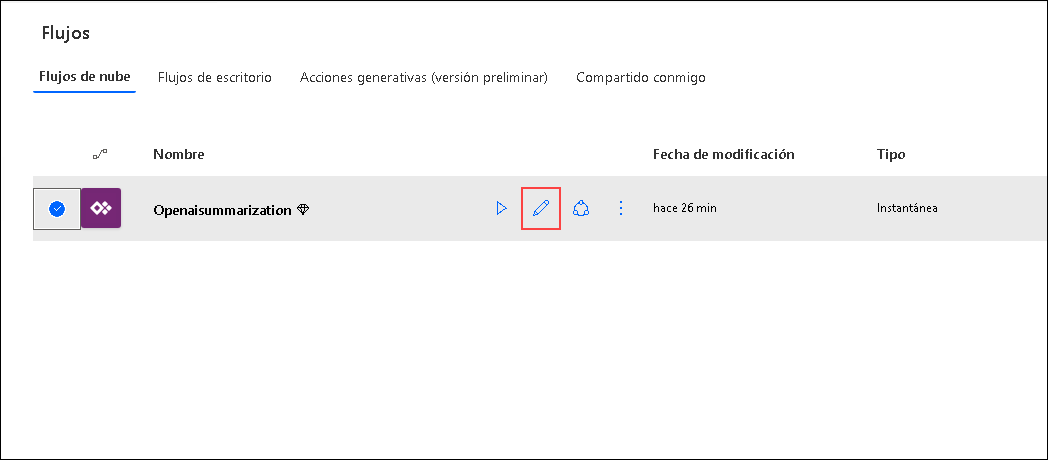 Flujos
Flujos de nube Flujos de escritorio Acciones generativas (versión preliminar) Compartido conmigo
Nombre Fecha de modificación Tipo
Openaisummarization hace 26 min Instantánea